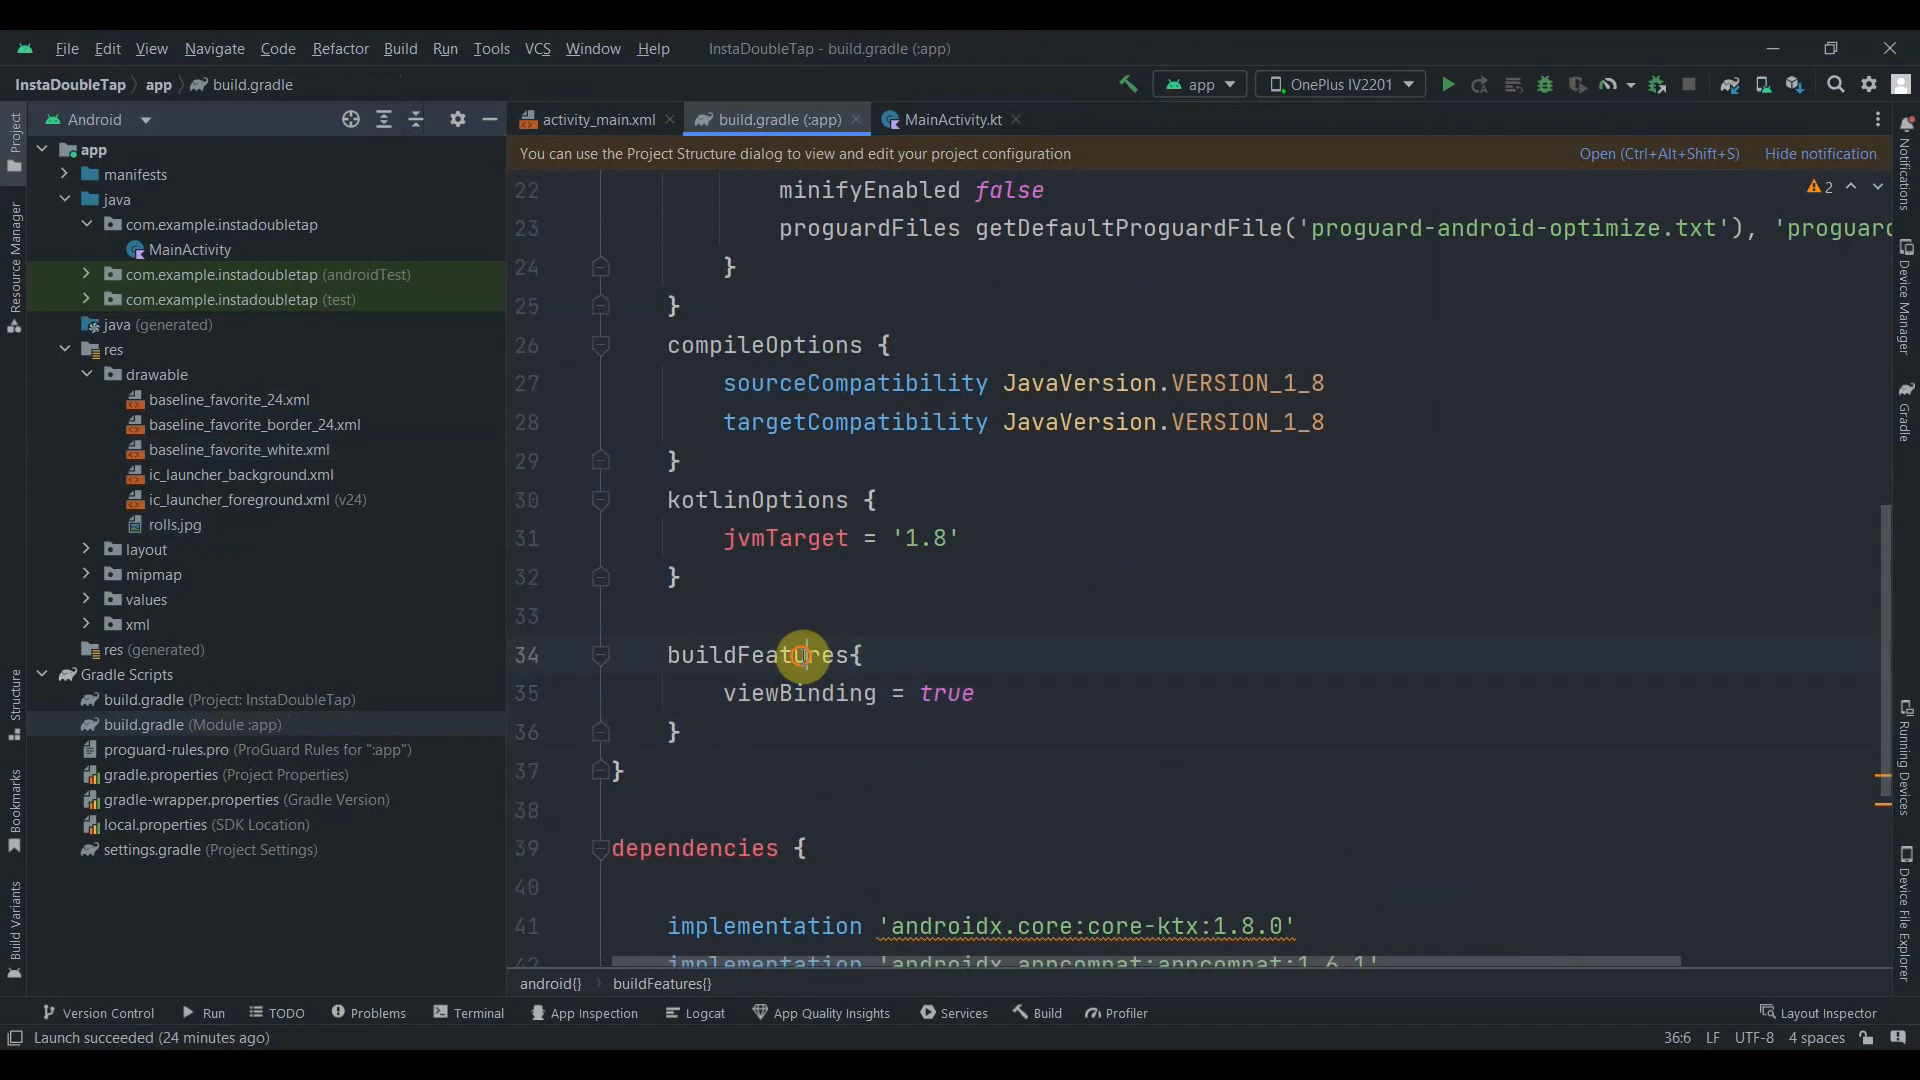 File Edit View Navigate Code Refactor Build Run Tools VCS Window Help InstaDoubleTap - build.gradle (:app)
InstaDoubleTap app build.gradle app OnePlus IV2201
Android activity_main.xml build.gradle (:app) MainActivity.kt
You can use the Project Structure dialog to view and edit your project configuration Open (Ctrl+Alt+Shift+S) Hide notification
Project
Resource Manager
Structure
Bookmarks
Build Variants
app
manifests
java
com.example.instadoubletap
MainActivity
com.example.instadoubletap (androidTest)
com.example.instadoubletap (test)
java (generated)
res
drawable
baseline_favorite_24.xml
baseline_favorite_border_24.xml
baseline_favorite_white.xml
ic_launcher_background.xml
ic_launcher_foreground.xml (v24)
rolls.jpg
layout
mipmap
values
xml
res (generated)
Gradle Scripts
build.gradle (Project: InstaDoubleTap)
build.gradle (Module :app)
proguard-rules.pro (ProGuard Rules for ":app")
gradle.properties (Project Properties)
gradle-wrapper.properties (Gradle Version)
local.properties (SDK Location)
settings.gradle (Project Settings)
2
22 minifyEnabled false
23 proguardFiles getDefaultProguardFile('proguard-android-optimize.txt'), 'proguard
24 }
25 }
26 compileOptions {
27 sourceCompatibility JavaVersion.VERSION_1_8
28 targetCompatibility JavaVersion.VERSION_1_8
29 }
30 kotlinOptions {
31 jvmTarget = '1.8'
32 }
33
34 buildFeatures{
35 viewBinding = true
36 }
37 }
38
39 dependencies {
40
41 implementation 'androidx.core:core-ktx:1.8.0'
42 implementation 'androidx.appcompat:appcompat:1.6.1'
android{} buildFeatures{}
Notifications
Device Manager
Gradle
Running Devices
Device File Explorer
Version Control Run TODO Problems Terminal App Inspection Logcat App Quality Insights Services Build Profiler Layout Inspector
Launch succeeded (24 minutes ago) 36:6 LF UTF-8 4 spaces